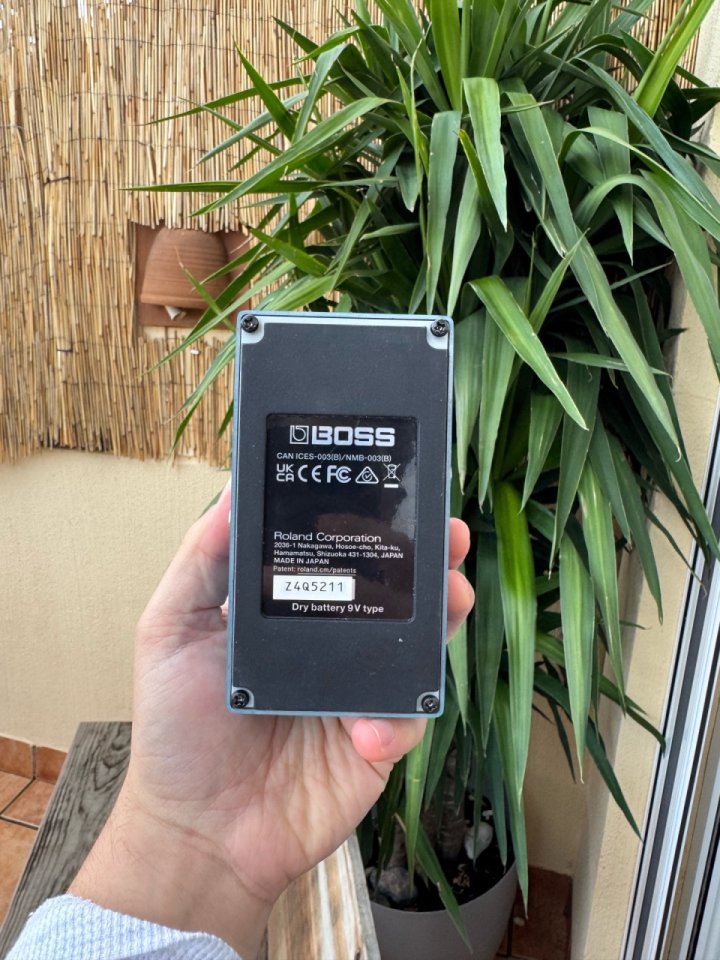 BOSS
CAN ICES-003(B)/NMB-003(B)
UK CA CE FC
Roland Corporation
2036-1 Nakagawa, Hosoe-cho, Kita-ku,
Hamamatsu, Shizuoka 431-1304, JAPAN
MADE IN JAPAN
Patent: roland.cm/patents
Z4Q5211
Dry battery 9V type